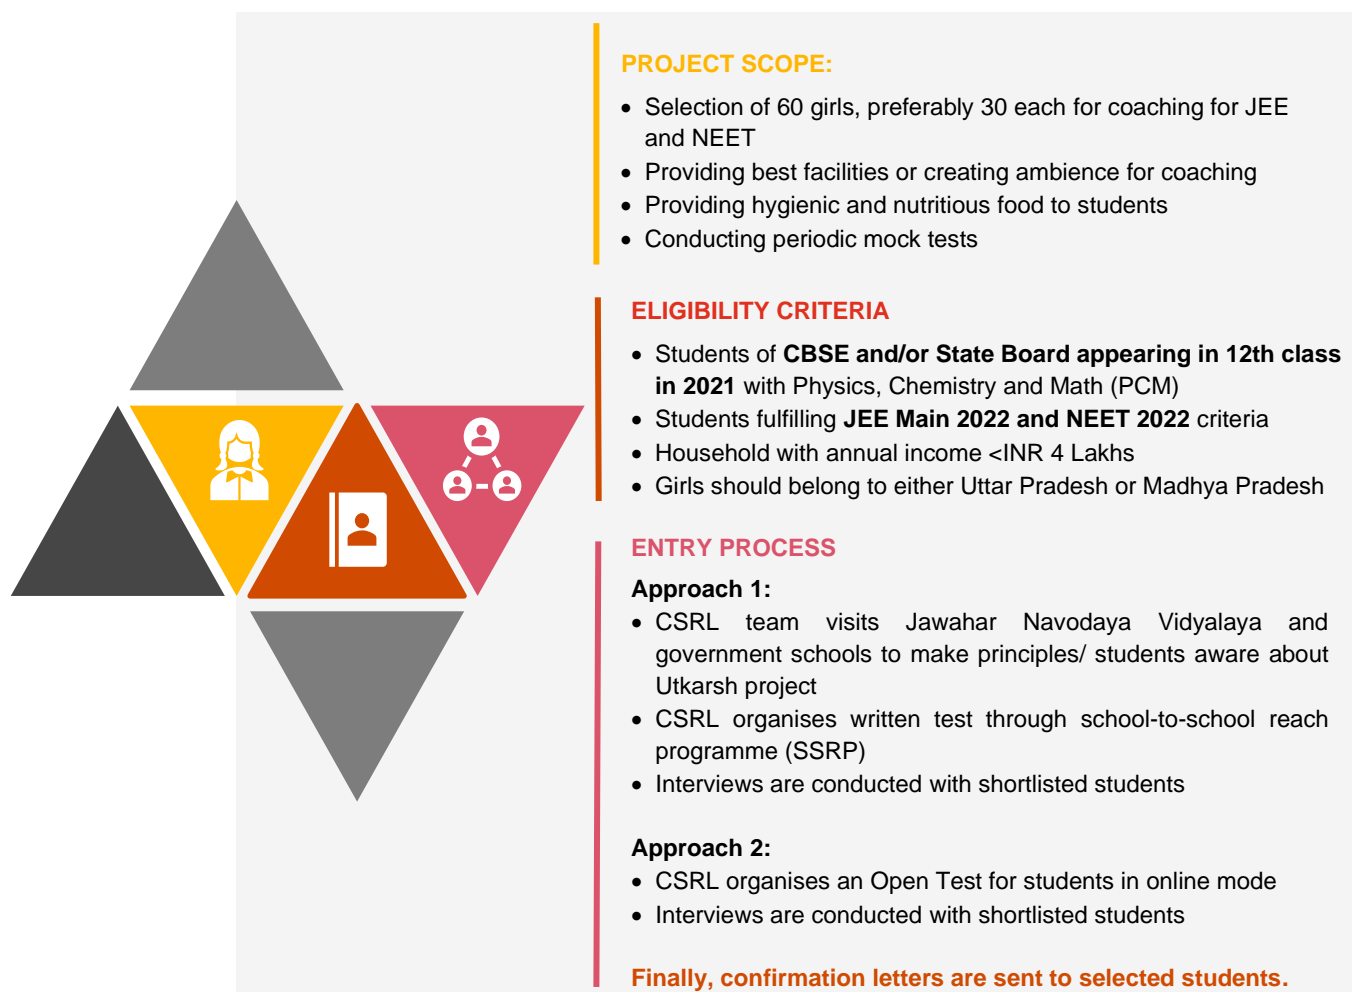 PROJECT SCOPE:
• Selection of 60 girls, preferably 30 each for coaching for JEE
and NEET
• Providing best facilities or creating ambience for coaching
• Providing hygienic and nutritious food to students
• Conducting periodic mock tests
ELIGIBILITY CRITERIA
• Students of CBSE and/or State Board appearing in 12th class
in 2021 with Physics, Chemistry and Math (PCM)
• Students fulfilling JEE Main 2022 and NEET 2022 criteria
• Household with annual income <INR 4 Lakhs
• Girls should belong to either Uttar Pradesh or Madhya Pradesh
ENTRY PROCESS
Approach 1:
• CSRL team visits Jawahar Navodaya Vidyalaya and
government schools to make principles/ students aware about
Utkarsh project
• CSRL organises written test through school-to-school reach
programme (SSRP)
• Interviews are conducted with shortlisted students
Approach 2:
• CSRL organises an Open Test for students in online mode
• Interviews are conducted with shortlisted students
Finally, confirmation letters are sent to selected students.